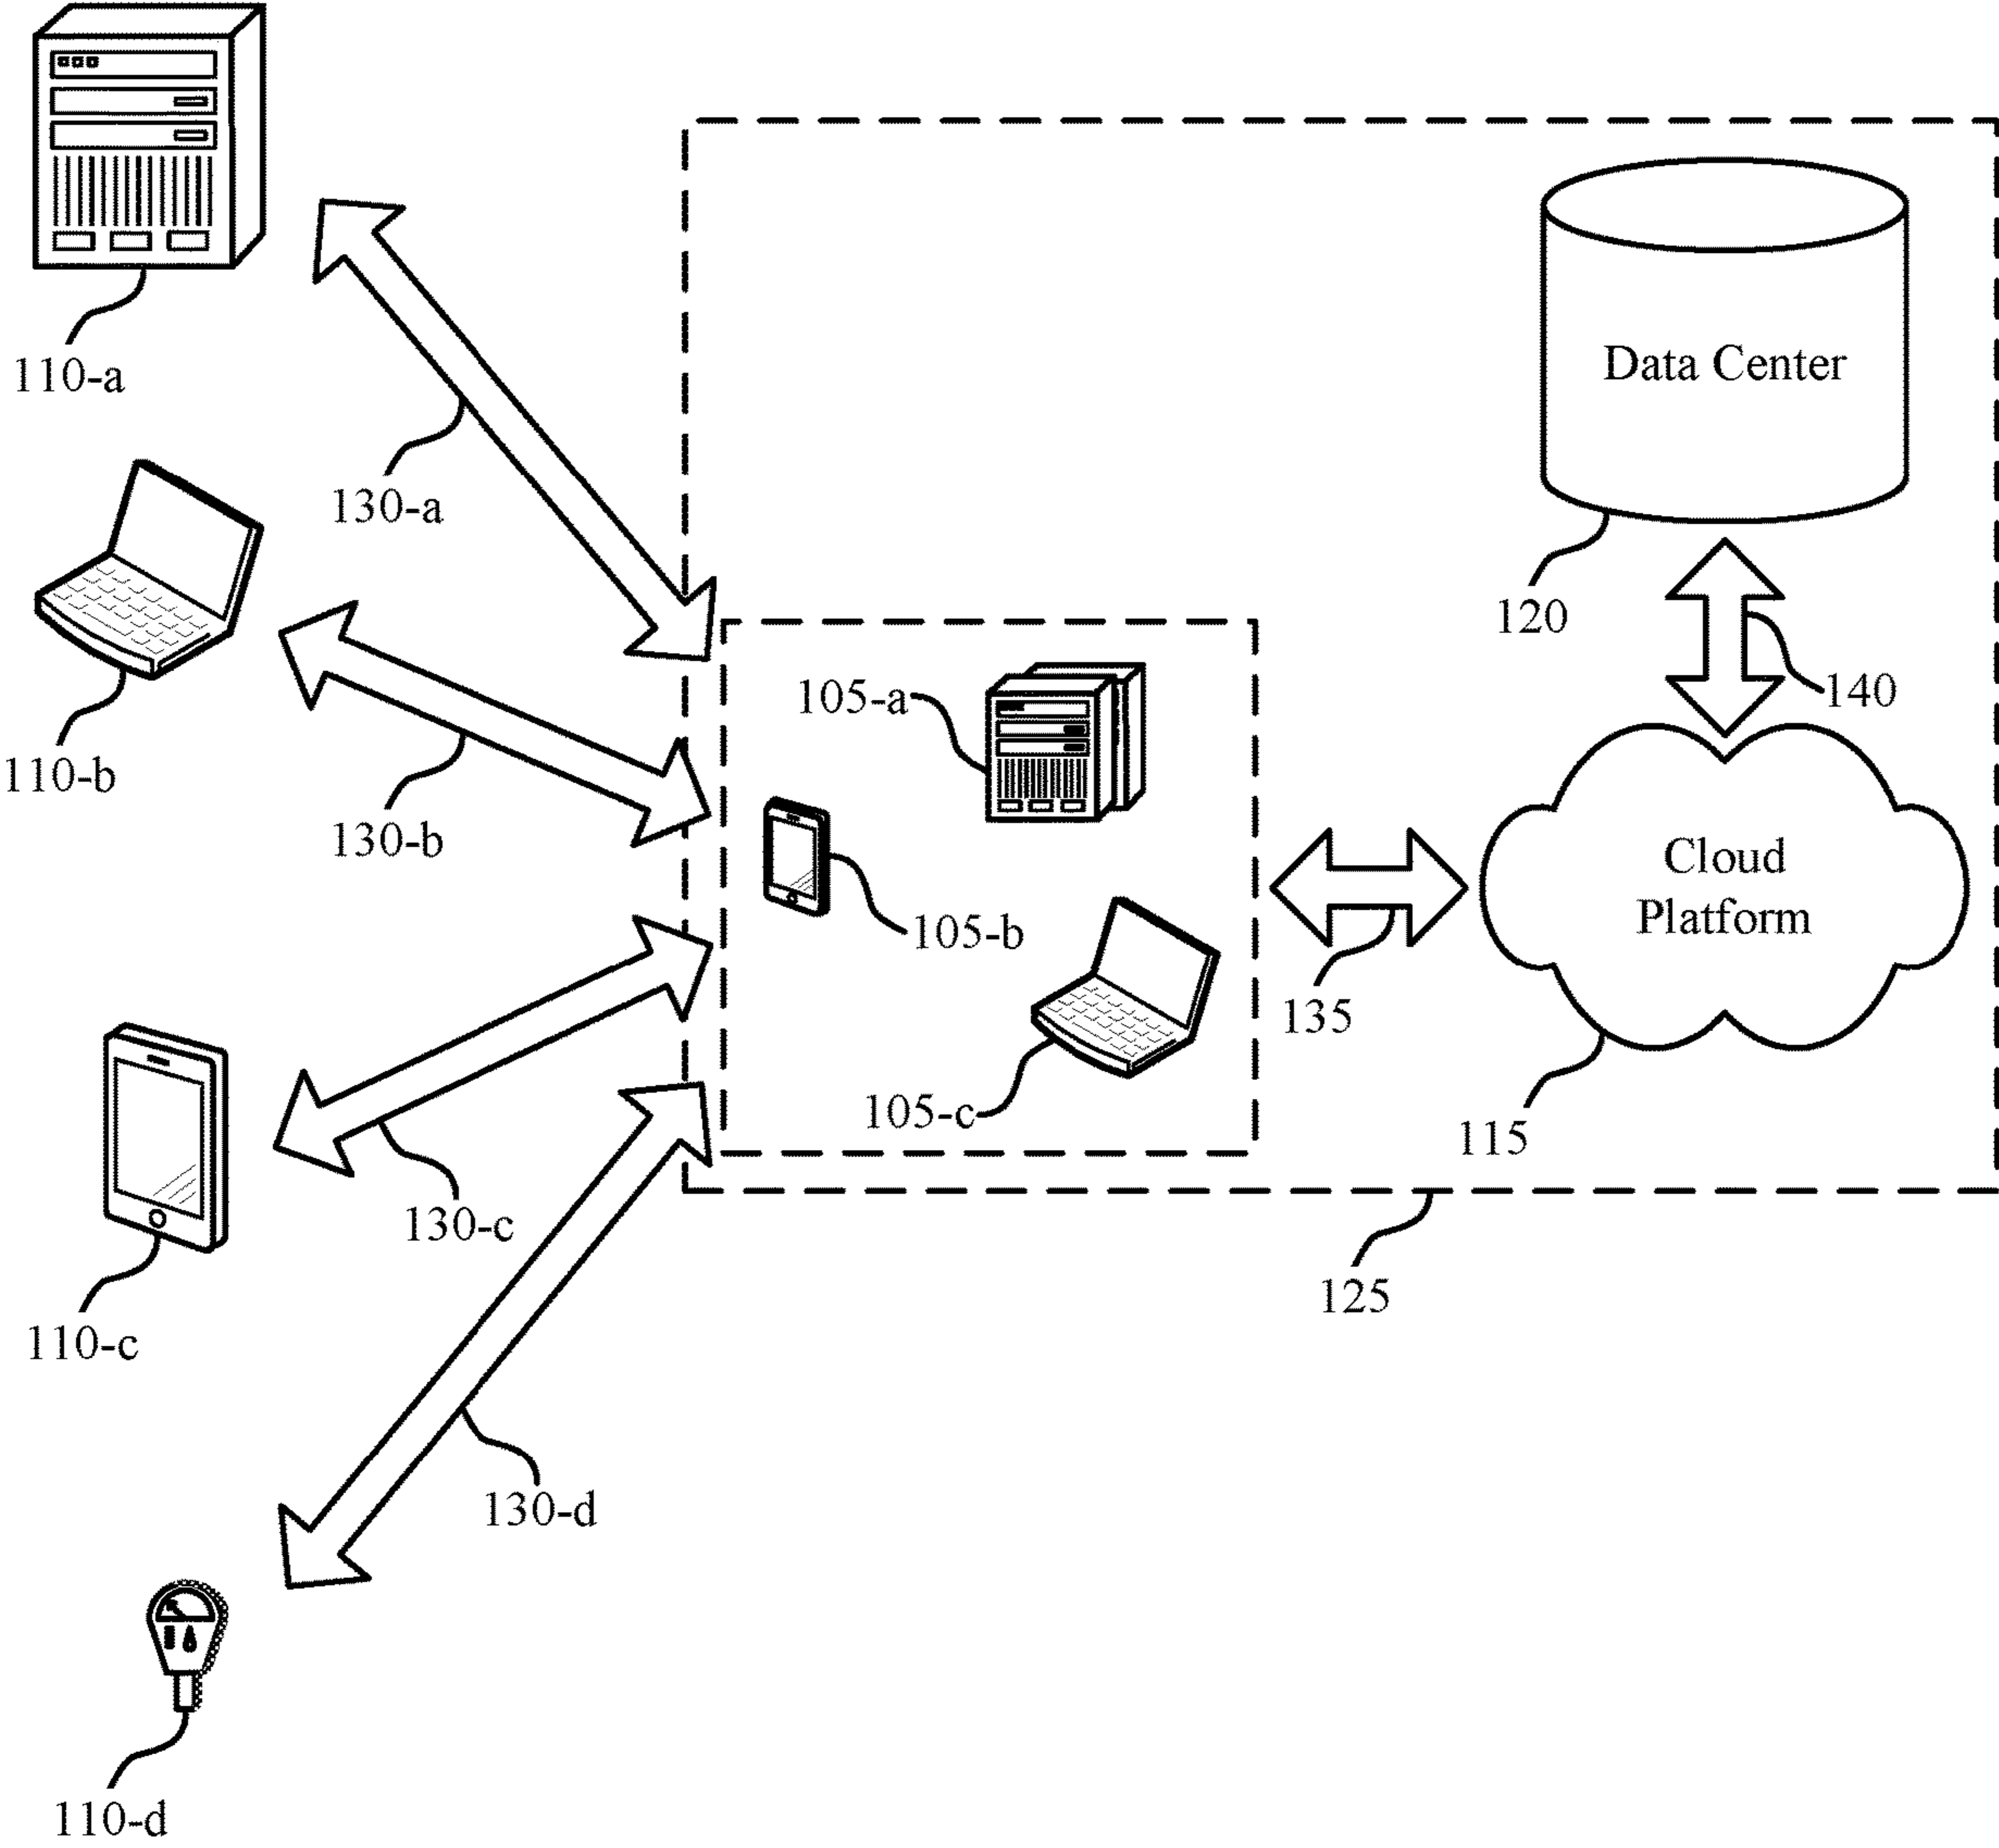 110-a
130-a
110-b
130-b
110-c
130-c
130-d
110-d
105-a
105-b
105-c
Data Center
120
140
Cloud
Platform
135
115
125